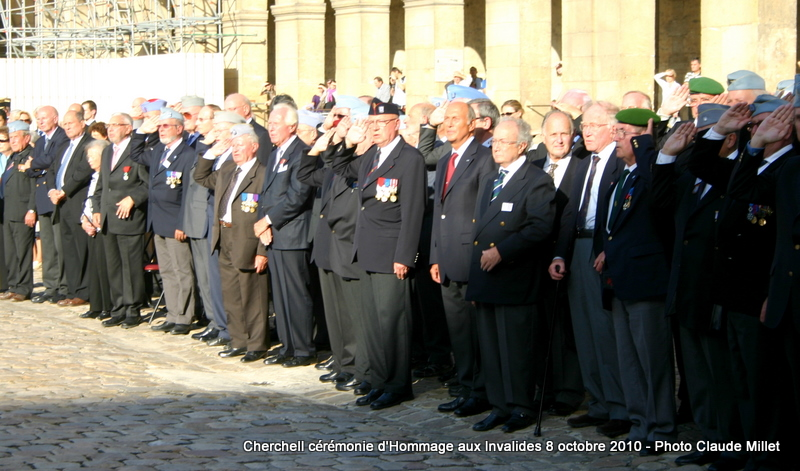 Cherchell cérémonie d'Hommage aux Invalides 8 octobre 2010 - Photo Claude Millet